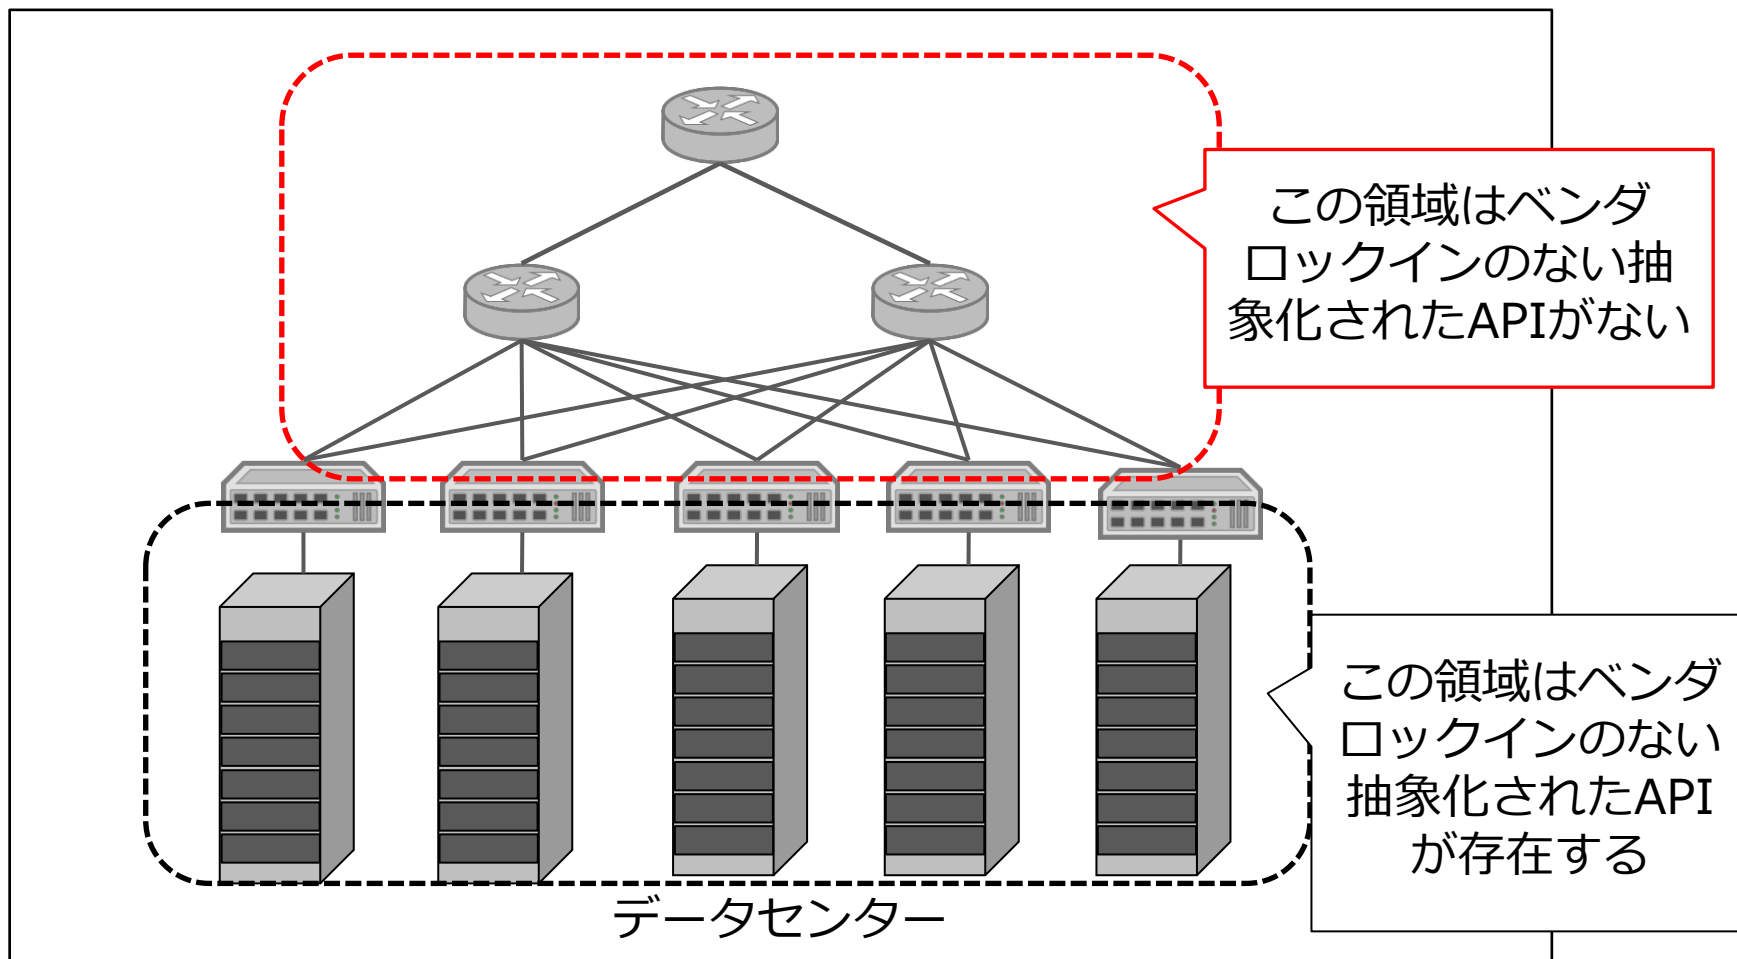 この領域はベンダ
ロックインのない抽
象化されたAPIがない
この領域はベンダ
ロックインのない
抽象化されたAPI
が存在する
データセンター